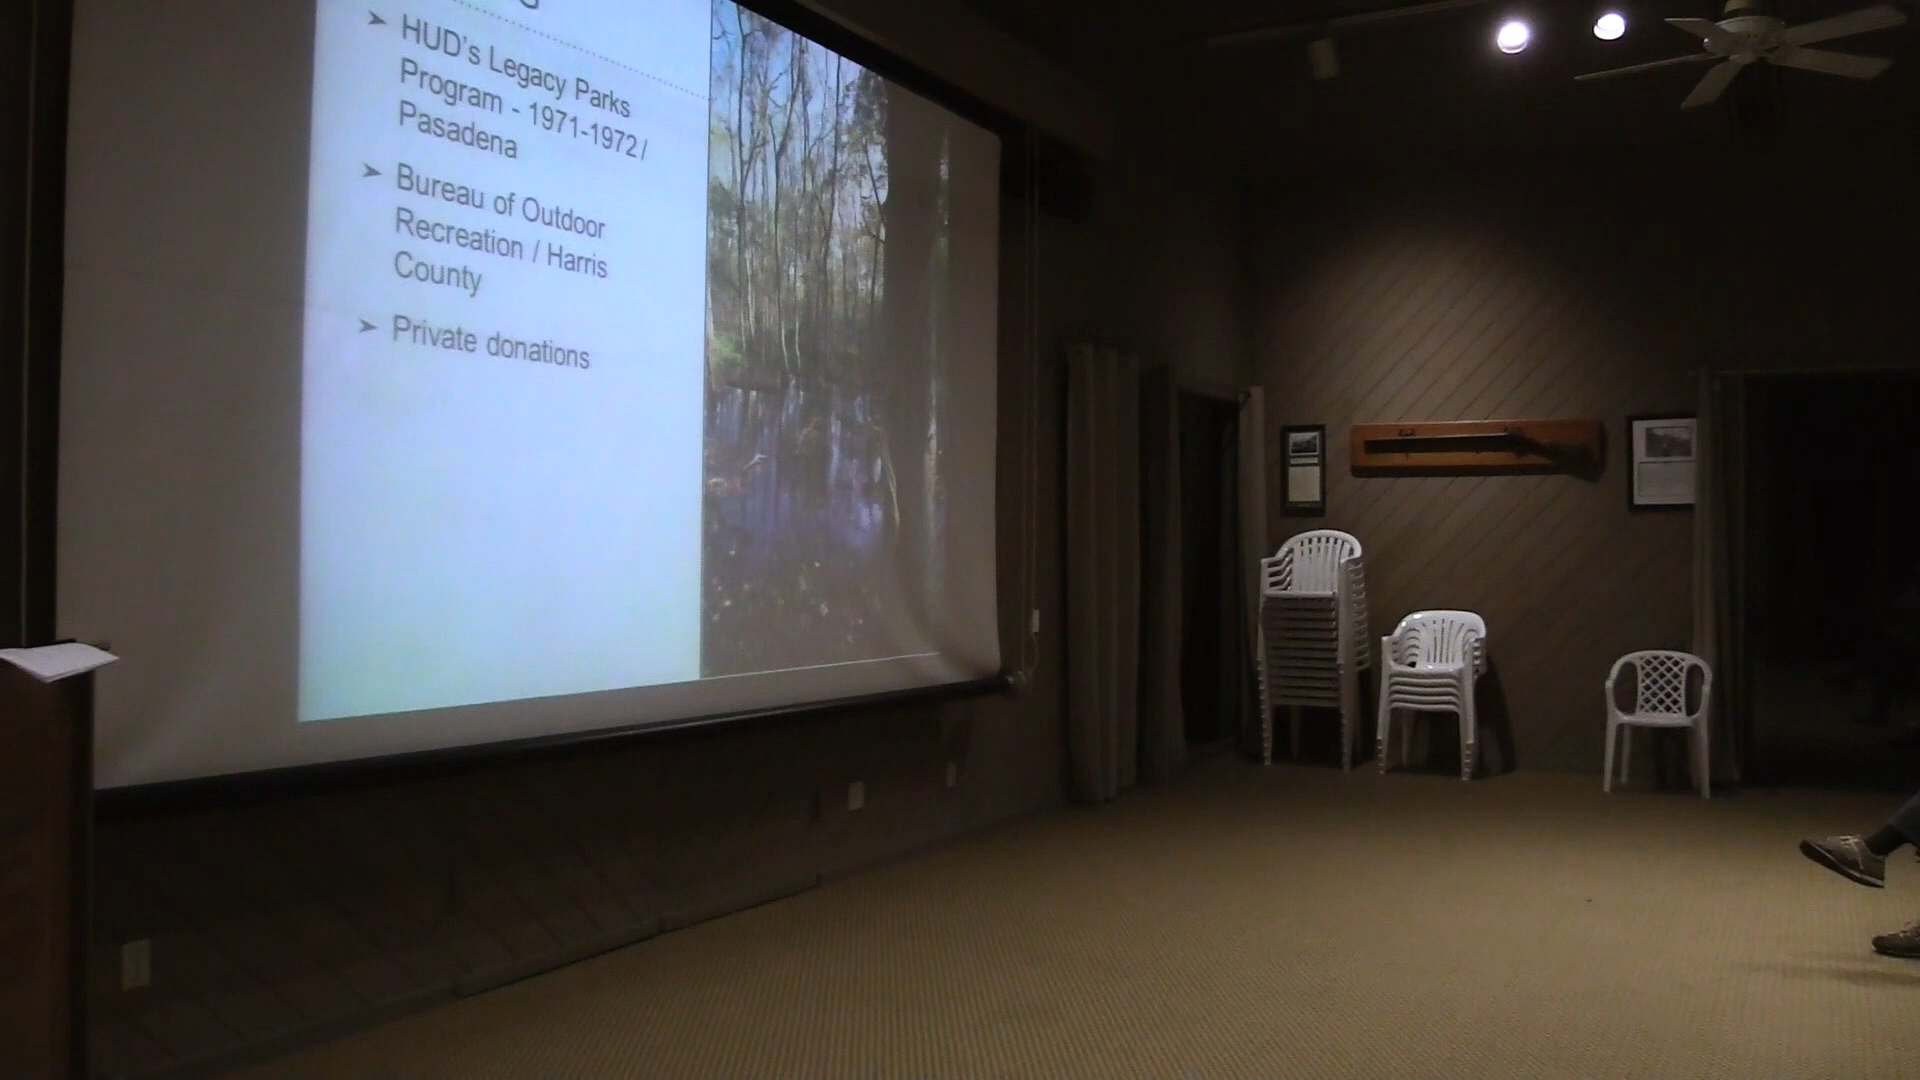 ➤ HUD's Legacy Parks
Program - 1971-1972 /
Pasadena
➤ Bureau of Outdoor
Recreation / Harris
County
➤ Private donations